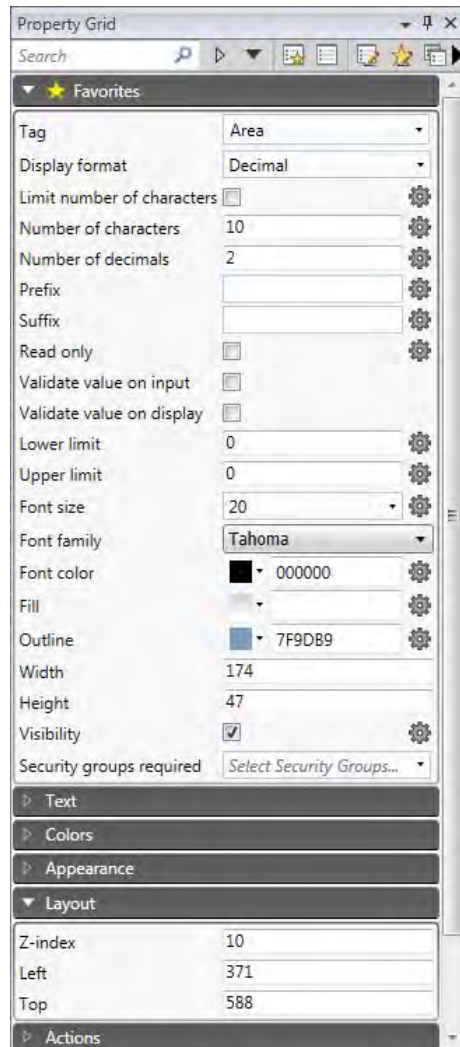 Property Grid
Search
Favorites
Tag Area
Display format Decimal
Limit number of characters
Number of characters 10
Number of decimals 2
Prefix
Suffix
Read only
Validate value on input
Validate value on display
Lower limit 0
Upper limit 0
Font size 20
Font family Tahoma
Font color 000000
Fill
Outline 7F9DB9
Width 174
Height 47
Visibility
Security groups required Select Security Groups...
Text
Colors
Appearance
Layout
Z-index 10
Left 371
Top 588
Actions